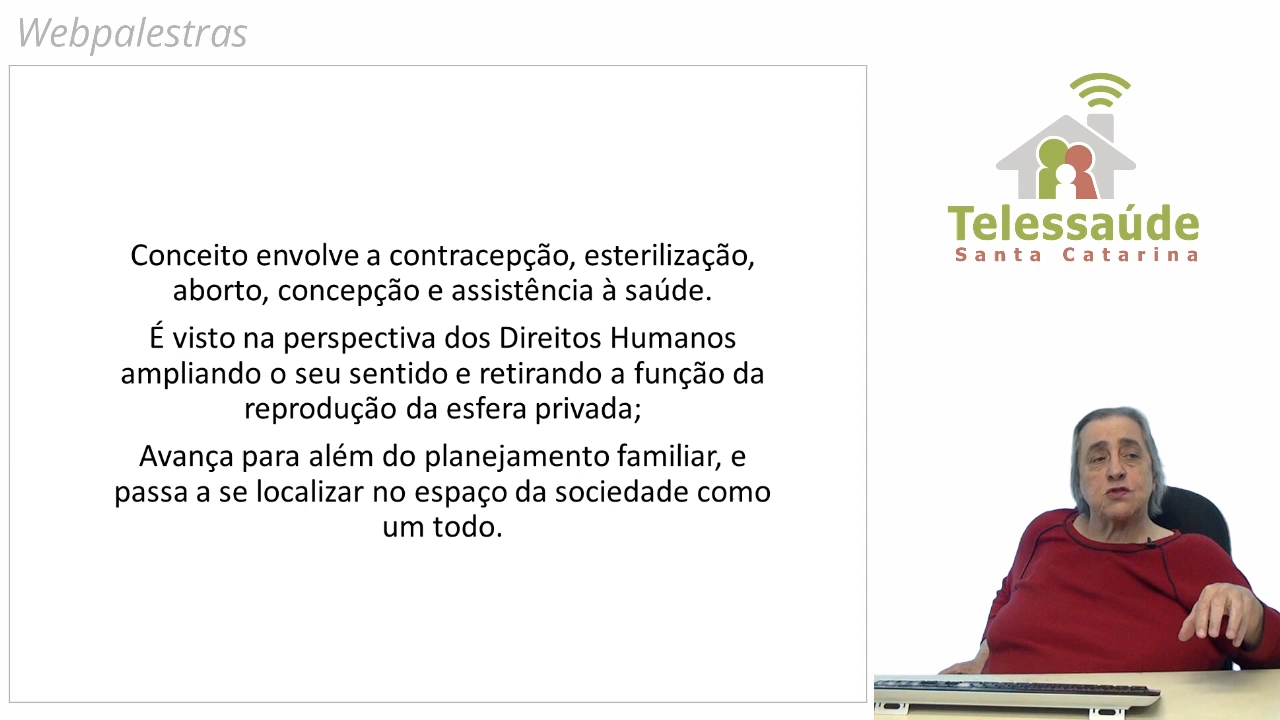 Webpalestras
Conceito envolve a contracepção, esterilização,
aborto, concepção e assistência à saúde.
É visto na perspectiva dos Direitos Humanos
ampliando o seu sentido e retirando a função da
reprodução da esfera privada;
Avança para além do planejamento familiar, e
passa a se localizar no espaço da sociedade como
um todo.
Telessaúde
Santa Catarina